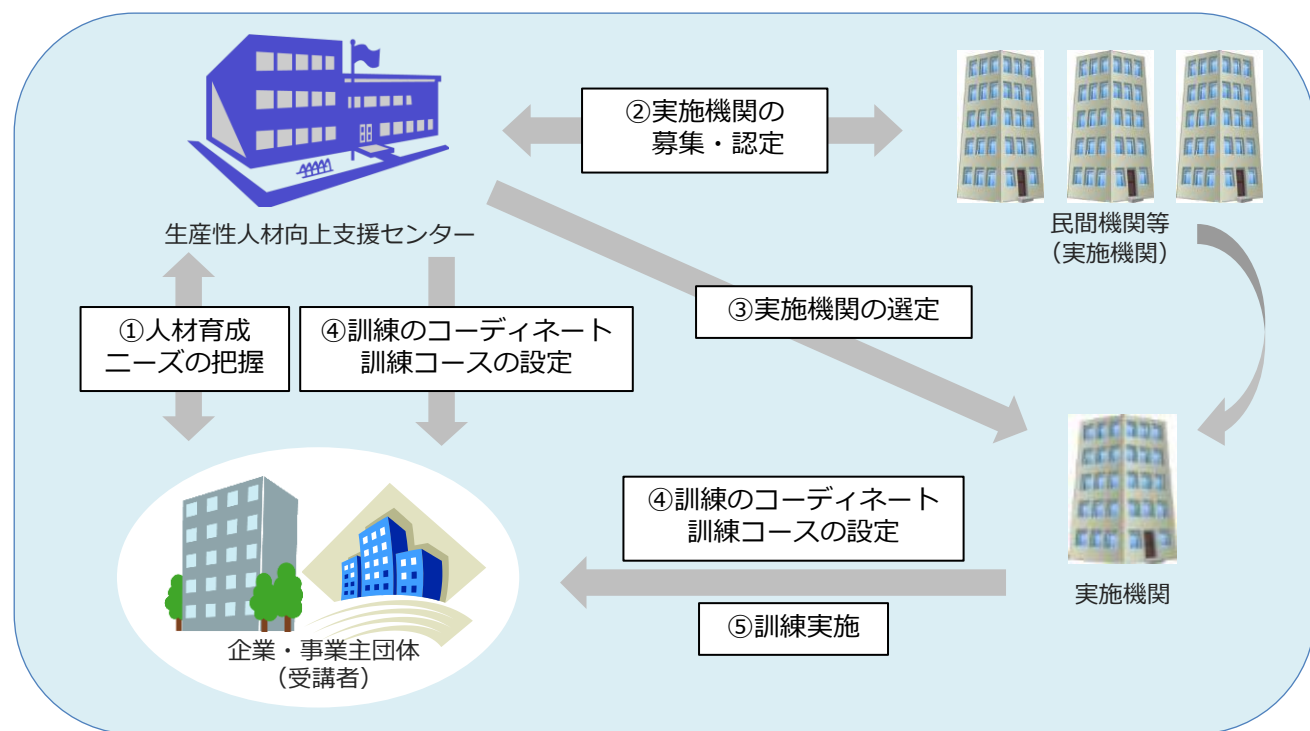 ②実施機関の
募集・認定
生産性人材向上支援センター
民間機関等
（実施機関）
①人材育成
ニーズの把握
④訓練のコーディネート
訓練コースの設定
③実施機関の選定
④訓練のコーディネート
訓練コースの設定
実施機関
⑤訓練実施
企業・事業主団体
（受講者）